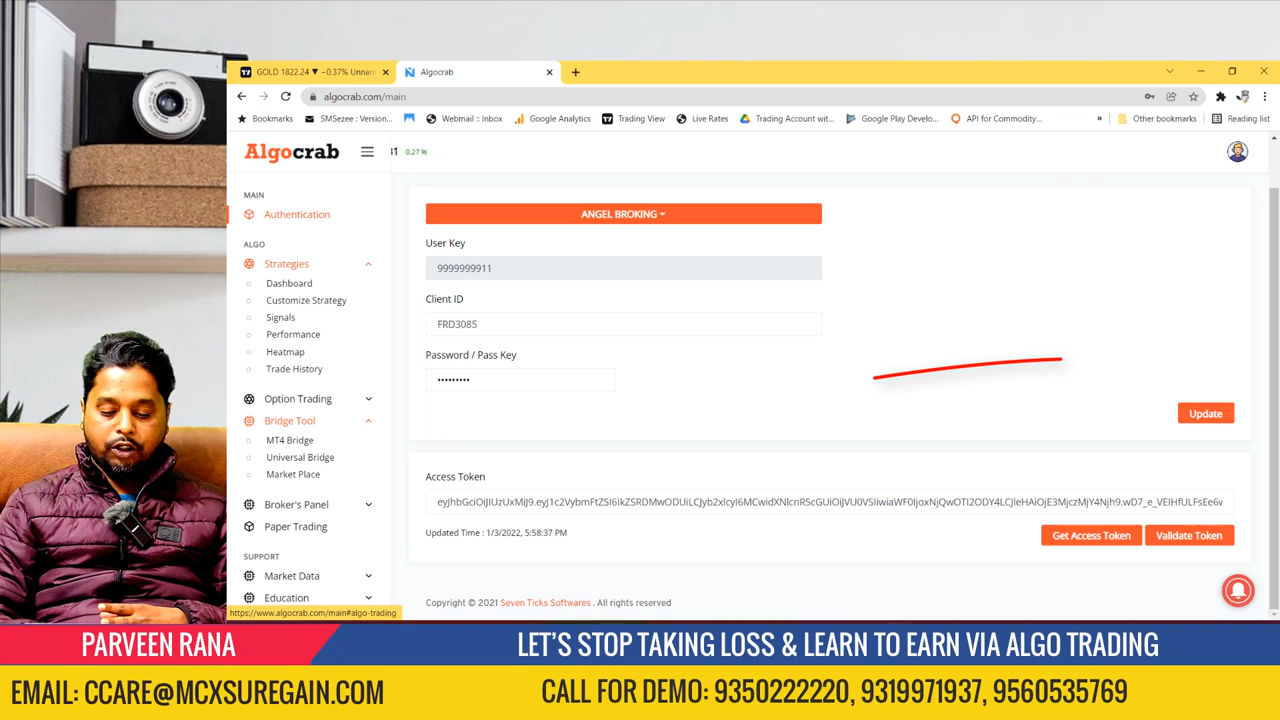 GOLD 1822.24 ▼ −0.37% Unnam
Algocrab
algocrab.com/main
Bookmarks
SMSezee : Version...
Webmail :: Inbox
Google Analytics
Trading View
Live Rates
Trading Account wit...
Google Play Develo...
API for Commodity...
»
Other bookmarks
Reading list
Algocrab
31 0.27 %
MAIN
Authentication
ALGO
Strategies
Dashboard
Customize Strategy
Signals
Performance
Heatmap
Trade History
Option Trading
Bridge Tool
MT4 Bridge
Universal Bridge
Market Place
Broker's Panel
Paper Trading
SUPPORT
Market Data
Education
https://www.algocrab.com/main#algo-trading
ANGEL BROKING
User Key
9999999911
Client ID
FRD3085
Password / Pass Key
•••••••••
Update
Access Token
Updated Time : 1/3/2022, 5:58:37 PM
Get Access Token
Validate Token
Copyright © 2021 Seven Ticks Softwares . All rights reserved
PARVEEN RANA
LET'S STOP TAKING LOSS & LEARN TO EARN VIA ALGO TRADING
EMAIL: CCARE@MCXSUREGAIN.COM
CALL FOR DEMO: 9350222220, 9319971937, 9560535769